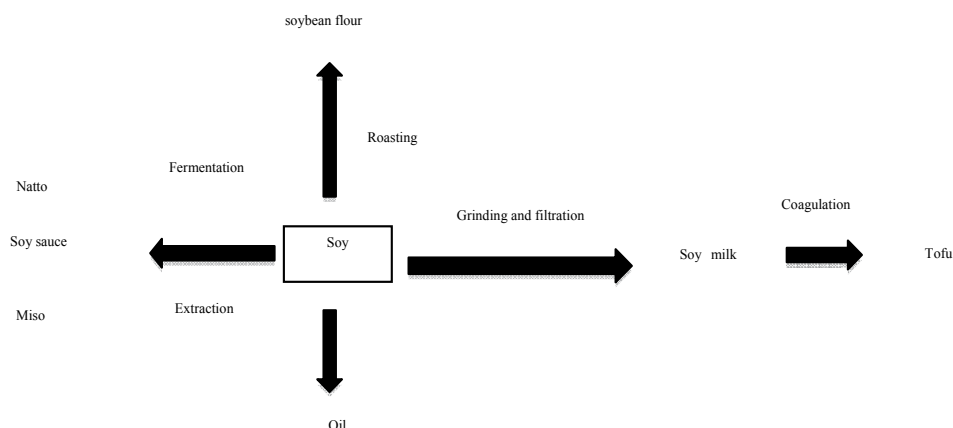 soybean flour
Roasting
Fermentation
Natto
Grinding and filtration
Coagulation
Soy sauce
Soy
Soy milk
Tofu
Miso
Extraction
Oil